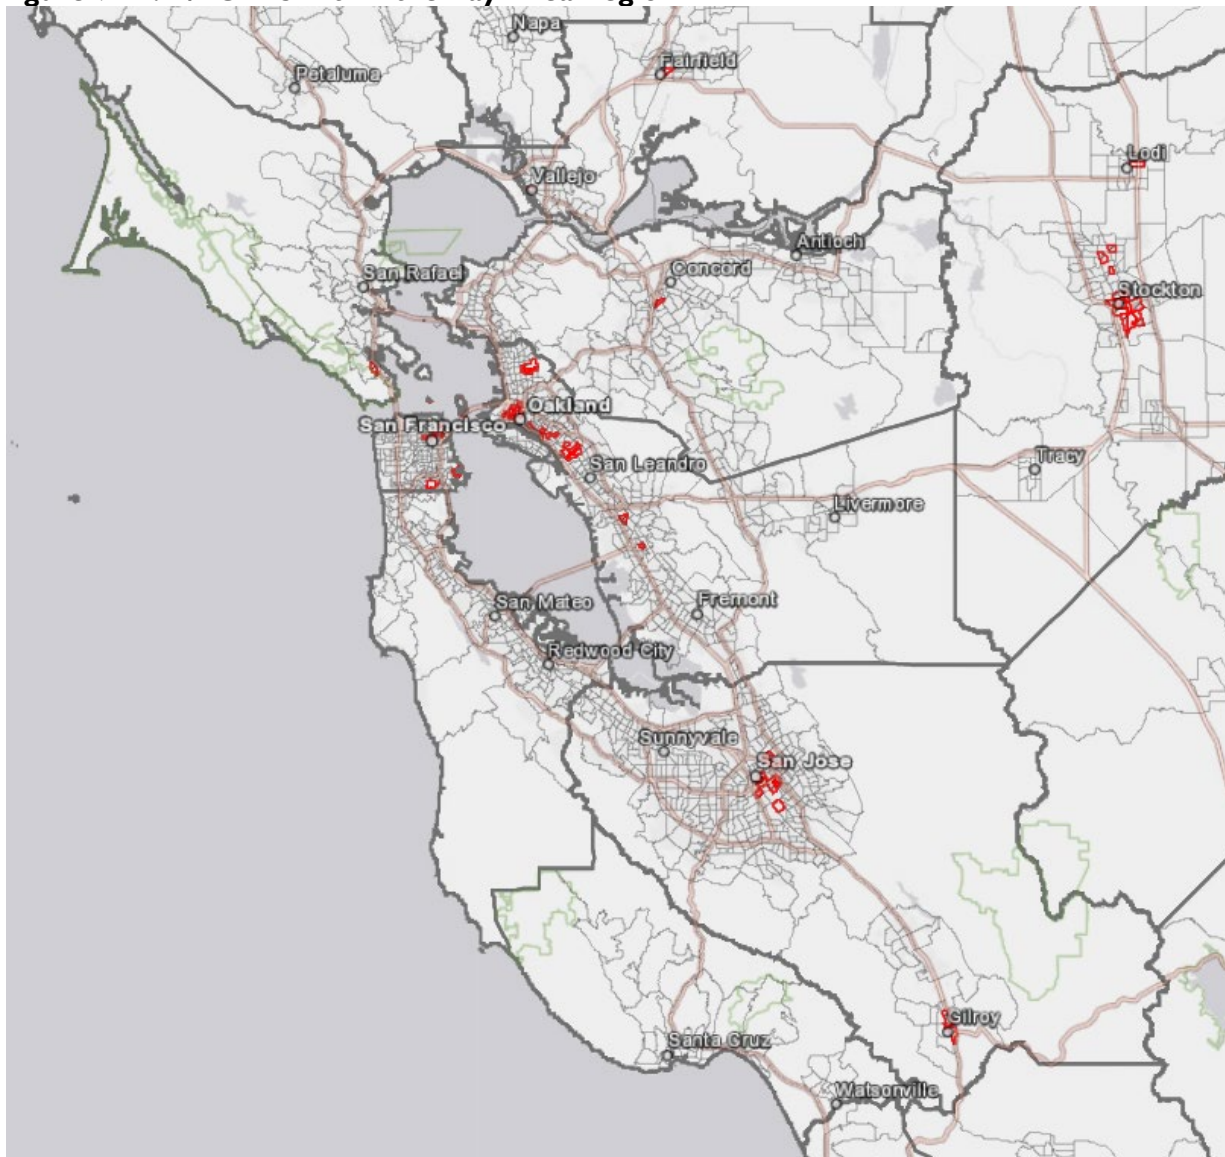 Napa
Fairfield
Petaluma
Lodi
Vallejo
Antioch
Concord
San Rafael
Stockton
Oakland
San Francisco
San Leandro
Tracy
Livermore
San Mateo
Fremont
Redwood City
Sunnyvale
San Jose
Gilroy
Santa Cruz
Watsonville